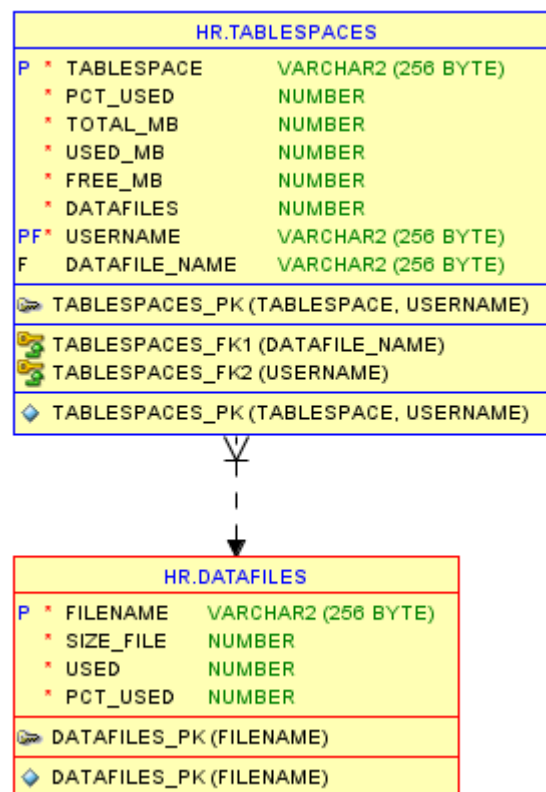 HR.TABLESPACES
P * TABLESPACE VARCHAR2 (256 BYTE)
* PCT_USED NUMBER
* TOTAL_MB NUMBER
* USED_MB NUMBER
* FREE_MB NUMBER
* DATAFILES NUMBER
PF* USERNAME VARCHAR2 (256 BYTE)
F DATAFILE_NAME VARCHAR2 (256 BYTE)
TABLESPACES_PK (TABLESPACE, USERNAME)
TABLESPACES_FK1 (DATAFILE_NAME)
TABLESPACES_FK2 (USERNAME)
TABLESPACES_PK (TABLESPACE, USERNAME)
HR.DATAFILES
P * FILENAME VARCHAR2 (256 BYTE)
* SIZE_FILE NUMBER
* USED NUMBER
* PCT_USED NUMBER
DATAFILES_PK (FILENAME)
DATAFILES_PK (FILENAME)